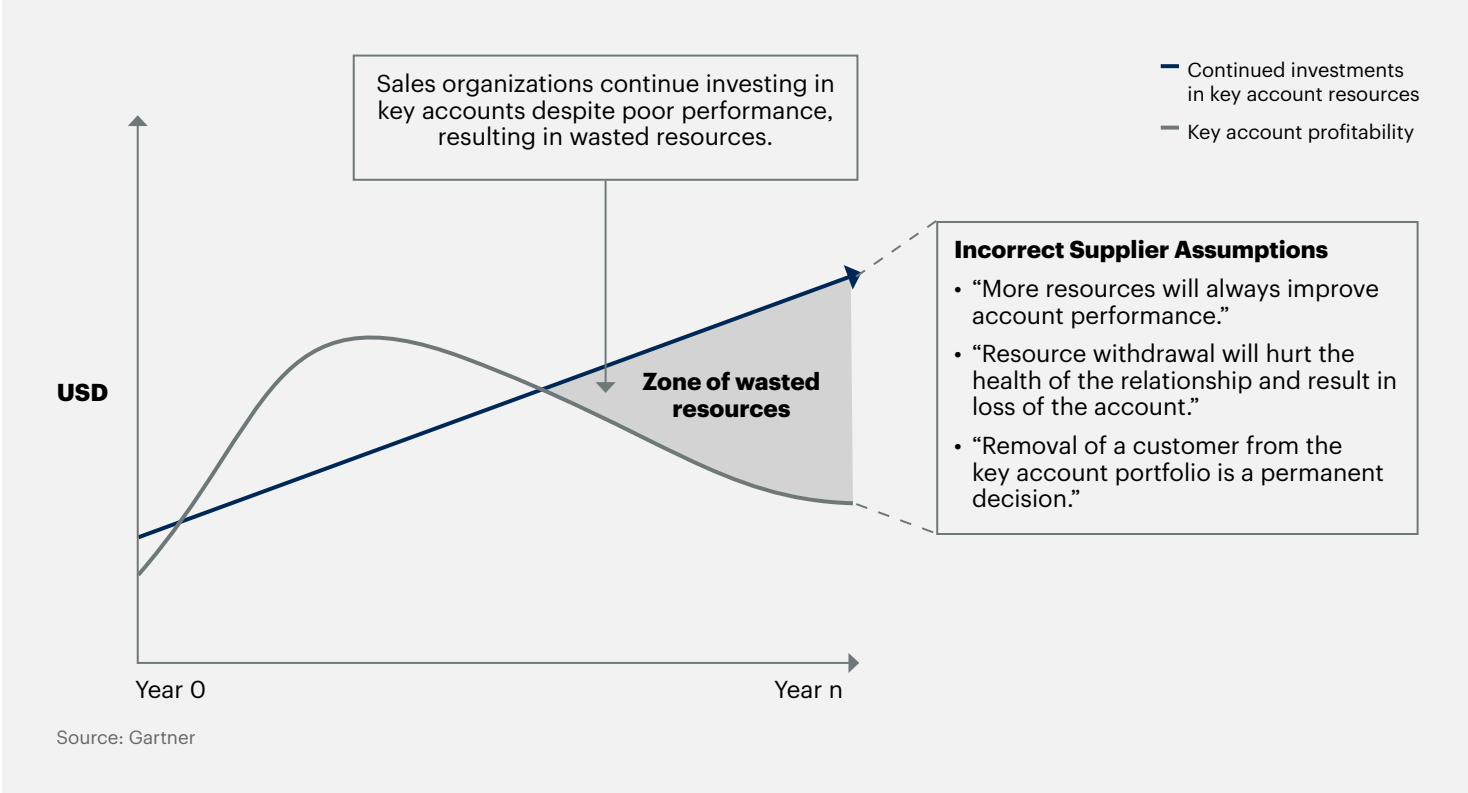 Sales organizations continue investing in
key accounts despite poor performance,
resulting in wasted resources.
Continued investments
in key account resources
Key account profitability
Incorrect Supplier Assumptions
• “More resources will always improve
account performance.”
• “Resource withdrawal will hurt the
health of the relationship and result in
loss of the account.”
• “Removal of a customer from the
key account portfolio is a permanent
decision.”
USD
Zone of wasted
resources
Year 0
Year n
Source: Gartner